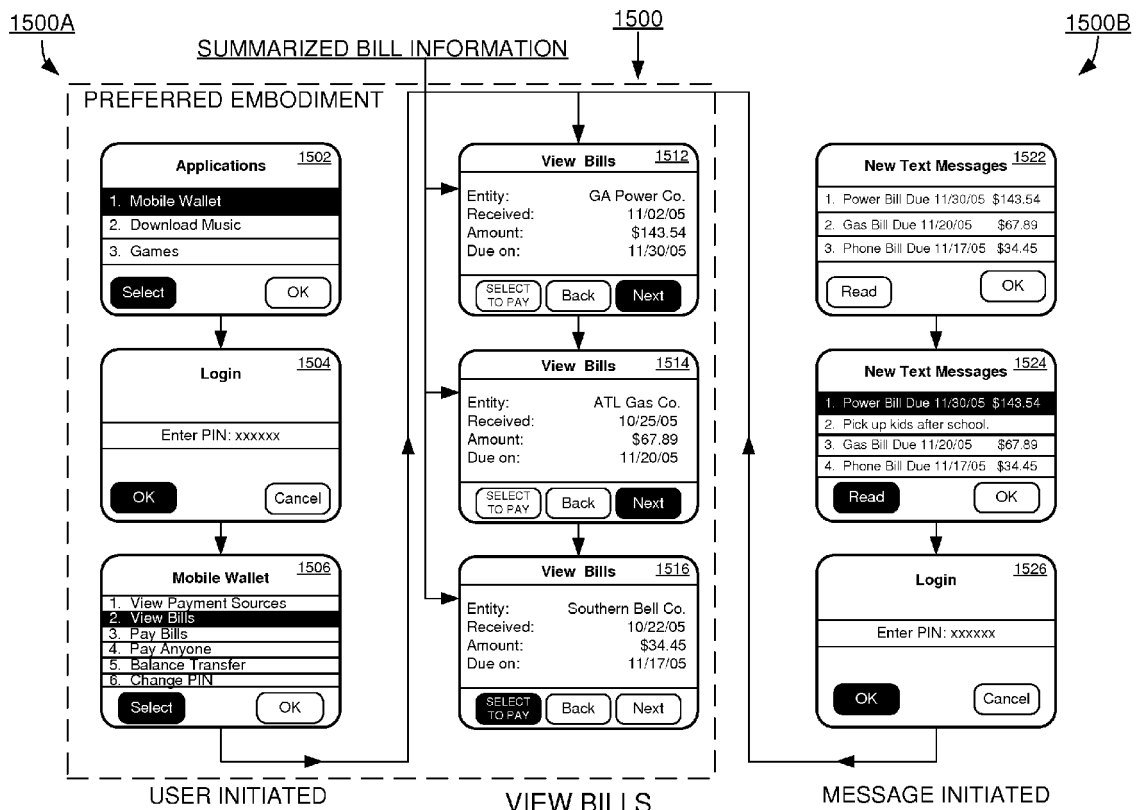 1500A
1500
1500B
SUMMARIZED BILL INFORMATION
PREFERRED EMBODIMENT
Applications 1502
1. Mobile Wallet
2. Download Music
3. Games
Select OK
Login 1504
Enter PIN: xxxxxx
OK Cancel
Mobile Wallet 1506
1. View Payment Sources
2. View Bills
3. Pay Bills
4. Pay Anyone
5. Balance Transfer
6. Change PIN
Select OK
USER INITIATED
View Bills 1512
Entity: GA Power Co.
Received: 11/02/05
Amount: $143.54
Due on: 11/30/05
SELECT
TO PAY Back Next
View Bills 1514
Entity: ATL Gas Co.
Received: 10/25/05
Amount: $67.89
Due on: 11/20/05
SELECT
TO PAY Back Next
View Bills 1516
Entity: Southern Bell Co.
Received: 10/22/05
Amount: $34.45
Due on: 11/17/05
SELECT
TO PAY Back Next
VIEW BILLS
New Text Messages 1522
1. Power Bill Due 11/30/05 $143.54
2. Gas Bill Due 11/20/05 $67.89
3. Phone Bill Due 11/17/05 $34.45
Read OK
New Text Messages 1524
1. Power Bill Due 11/30/05 $143.54
2. Pick up kids after school.
3. Gas Bill Due 11/20/05 $67.89
4. Phone Bill Due 11/17/05 $34.45
Read OK
Login 1526
Enter PIN: xxxxxx
OK Cancel
MESSAGE INITIATED